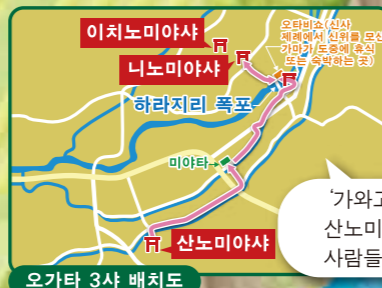 이치노미야샤
니노미야샤
오타비쇼(신사
제례에서 신위를 모신
가마가 도중에 휴식
또는 숙박하는 곳)
하라지리 폭포
미야타
산노미야샤
'가와고
산노미
사람들
오가타 3샤 배치도